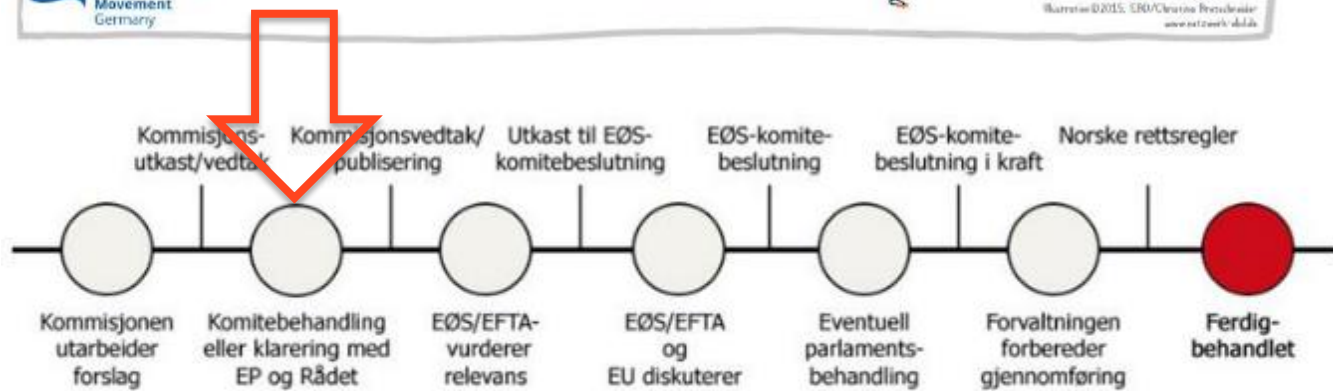 Movement
Germany
Kommisjons-
utkast/vedtak
Kommisjonsvedtak/
publisering
Utkast til EØS-
komitebeslutning
EØS-komite-
beslutning
EØS-komite-
beslutning i kraft
Norske rettsregler
Kommisjonen
utarbeider
forslag
Komitebehandling
eller klarering med
EP og Rådet
EØS/EFTA-
vurderer
relevans
EØS/EFTA
og
EU diskuterer
Eventuell
parlaments-
behandling
Forvaltningen
forbereder
gjennomføring
Ferdig-
behandlet